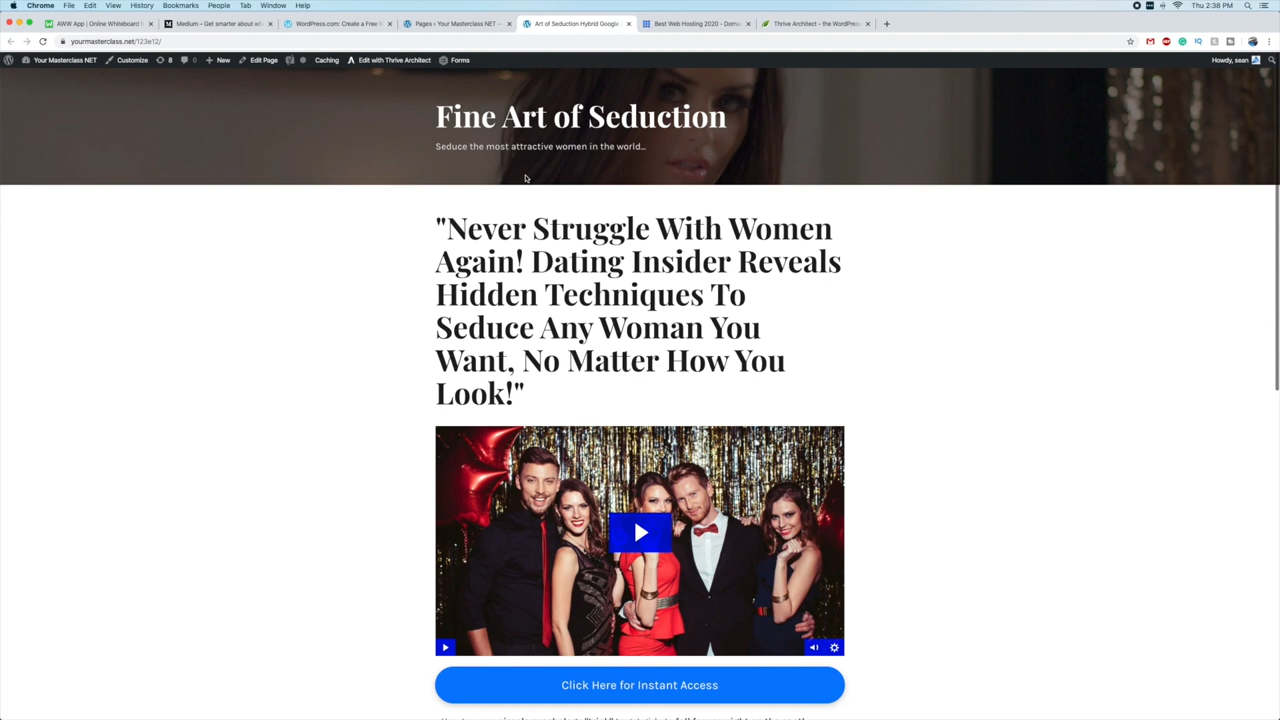 Chrome File Edit View History Bookmarks People Tab Window Help Thu 2:38 PM
AWW App | Online Whiteboard Medium – Get smarter about WordPress.com: Create a Free Pages ‹ Your Masterclass NET — Art of Seduction Hybrid Google Best Web Hosting 2020 – Thrive Architect – the WordPress
yourmasterclass.net/123e12/
Your Masterclass NET Customize 8 0 New Edit Page Caching Edit with Thrive Architect Forms Howdy, sean
Fine Art of Seduction
Seduce the most attractive women in the world...
"Never Struggle With Women
Again! Dating Insider Reveals
Hidden Techniques To
Seduce Any Woman You
Want, No Matter How You
Look!"
Click Here for Instant Access